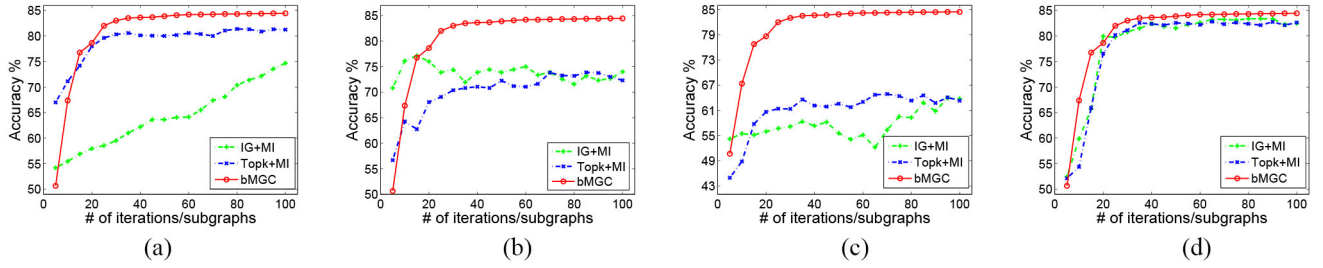 85
80
75
70
65
60
55
50
Accuracy %
0 20 40 60 80 100
# of iterations/subgraphs
IG+MI
Topk+MI
bMGC
(a)
85
80
75
70
65
60
55
50
Accuracy %
0 20 40 60 80 100
# of iterations/subgraphs
IG+MI
Topk+MI
bMGC
(b)
85
79
73
67
61
55
49
43
Accuracy %
0 20 40 60 80 100
# of iterations/subgraphs
IG+MI
Topk+MI
bMGC
(c)
85
80
75
70
65
60
55
50
Accuracy %
0 20 40 60 80 100
# of iterations/subgraphs
IG+MI
Topk+MI
bMGC
(d)